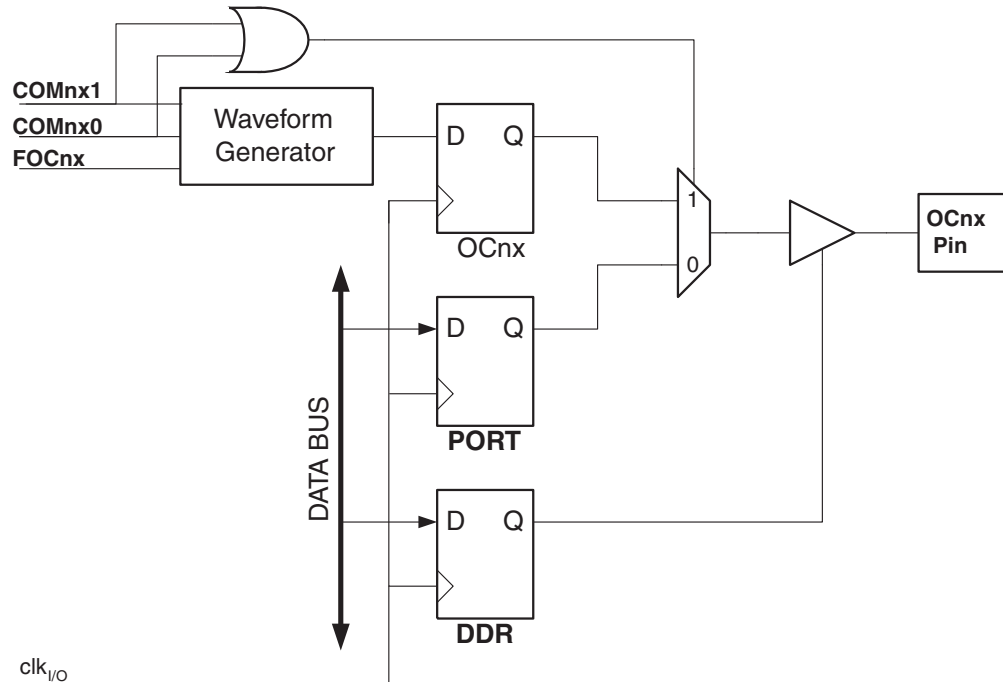 COMnx1
COMnx0
FOCnx
Waveform
Generator
D Q
OCnx
1
0
OCnx
Pin
D Q
PORT
DATA BUS
D Q
DDR
clkI/O